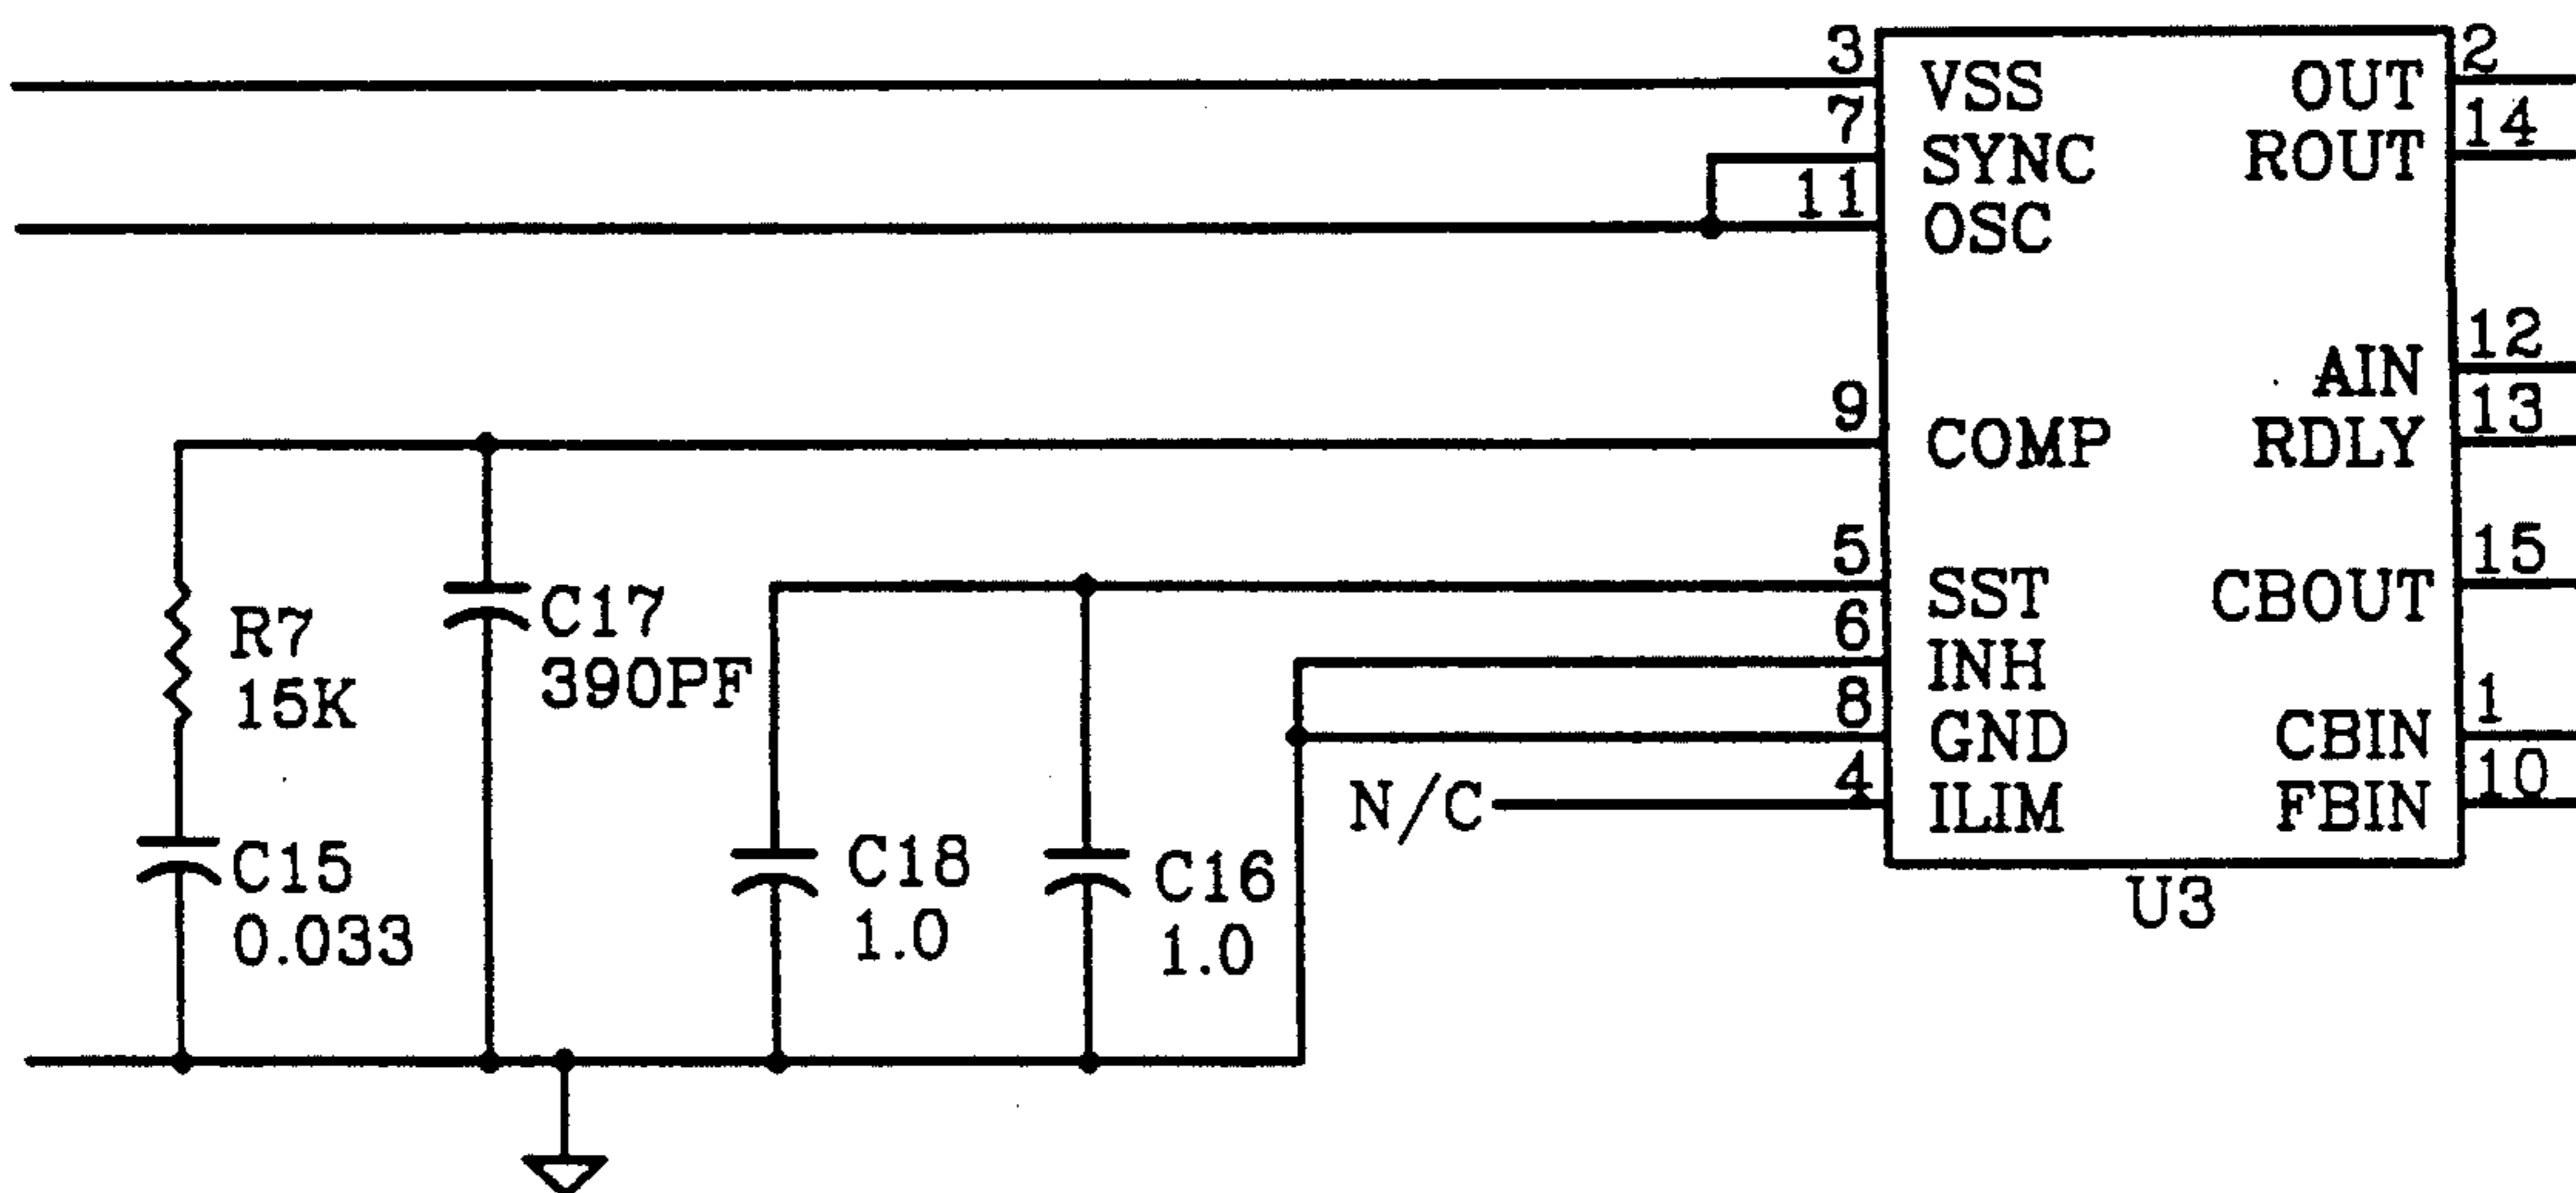 3
VSS
OUT
2
7
SYNC
ROUT
14
11
OSC
12
AIN
9
COMP
RDLY
13
5
SST
CBOUT
15
6
INH
8
GND
CBIN
1
4
ILIM
FBIN
10
N/C
U3
R7
15K
C17
390PF
C15
0.033
C18
1.0
C16
1.0